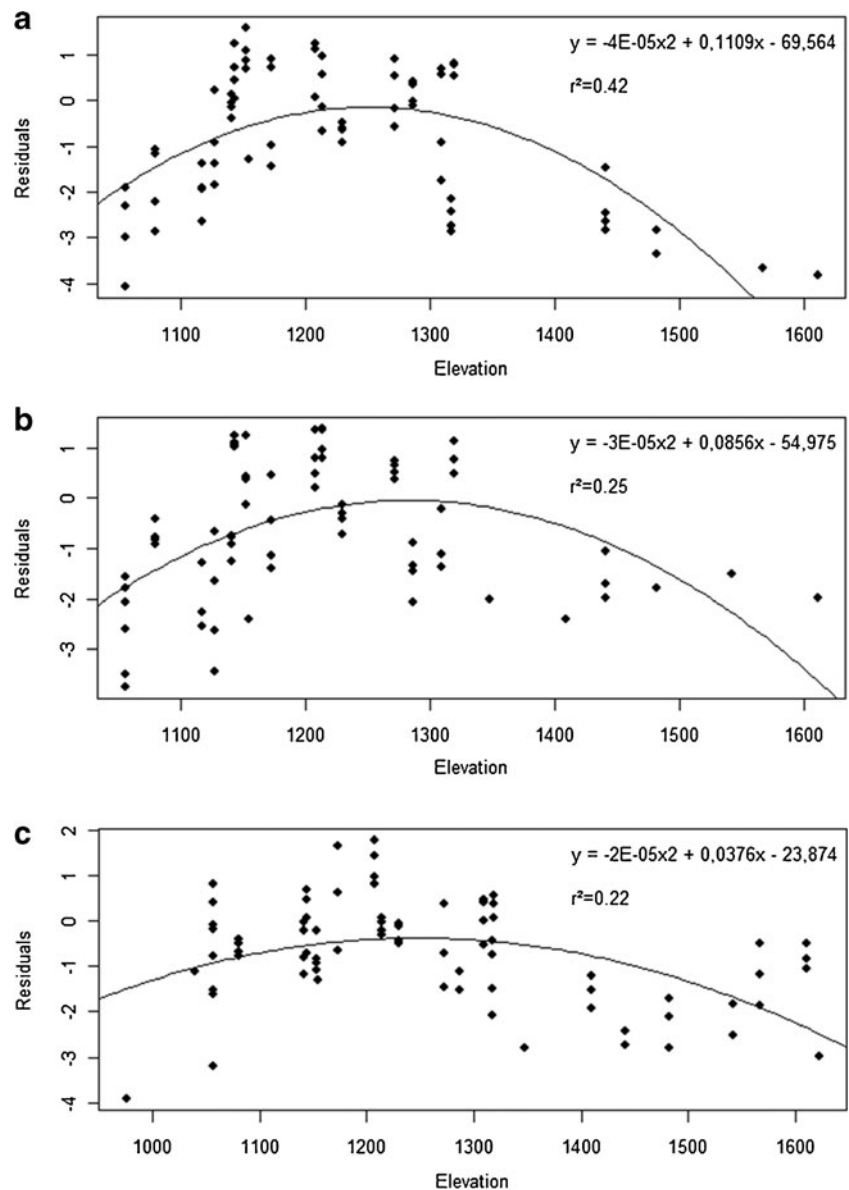 a
y = -4E-05x2 + 0,1109x - 69,564
r²=0.42
Residuals
1
0
-1
-2
-3
-4
1100 1200 1300 1400 1500 1600
Elevation
b
y = -3E-05x2 + 0,0856x - 54,975
r²=0.25
Residuals
1
0
-1
-2
-3
1100 1200 1300 1400 1500 1600
Elevation
c
y = -2E-05x2 + 0,0376x - 23,874
r²=0.22
Residuals
2
1
0
-1
-2
-3
-4
1000 1100 1200 1300 1400 1500 1600
Elevation